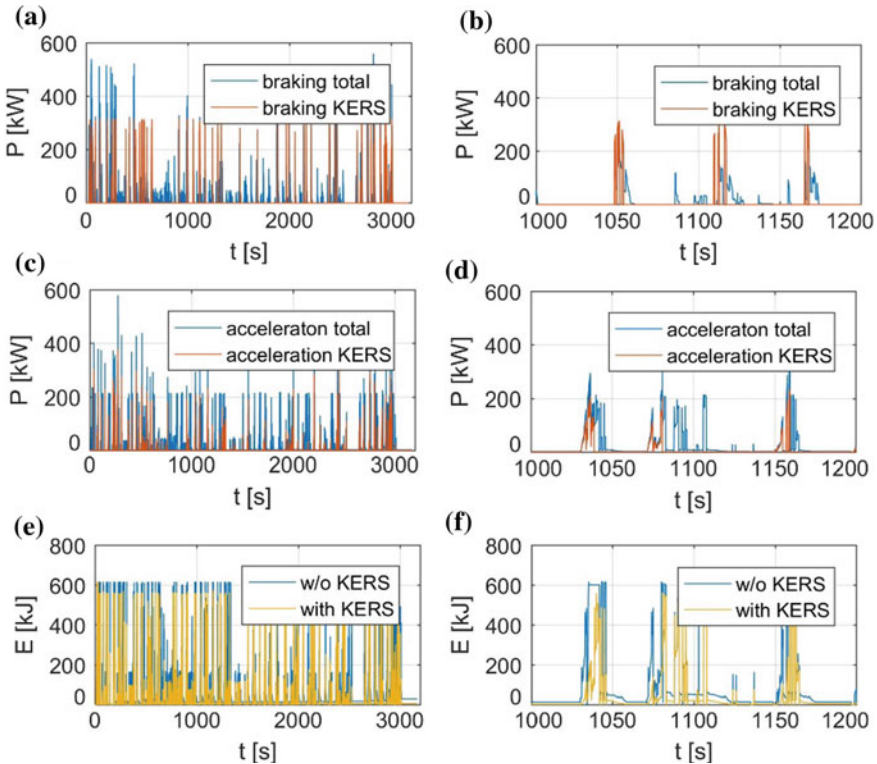 (a)
600
400
200
0
P [kW]
braking total
braking KERS
0
1000
2000
3000
t [s]
(b)
600
400
200
0
P [kW]
braking total
braking KERS
1000
1050
1100
1150
1200
t [s]
(c)
600
400
200
0
P [kW]
acceleraton total
acceleration KERS
0
1000
2000
3000
t [s]
(d)
600
400
200
0
P [kW]
acceleraton total
acceleration KERS
1000
1050
1100
1150
1200
t [s]
(e)
800
600
400
200
0
E [kJ]
w/o KERS
with KERS
0
1000
2000
3000
t [s]
(f)
800
600
400
200
0
E [kJ]
w/o KERS
with KERS
1000
1050
1100
1150
1200
t [s]